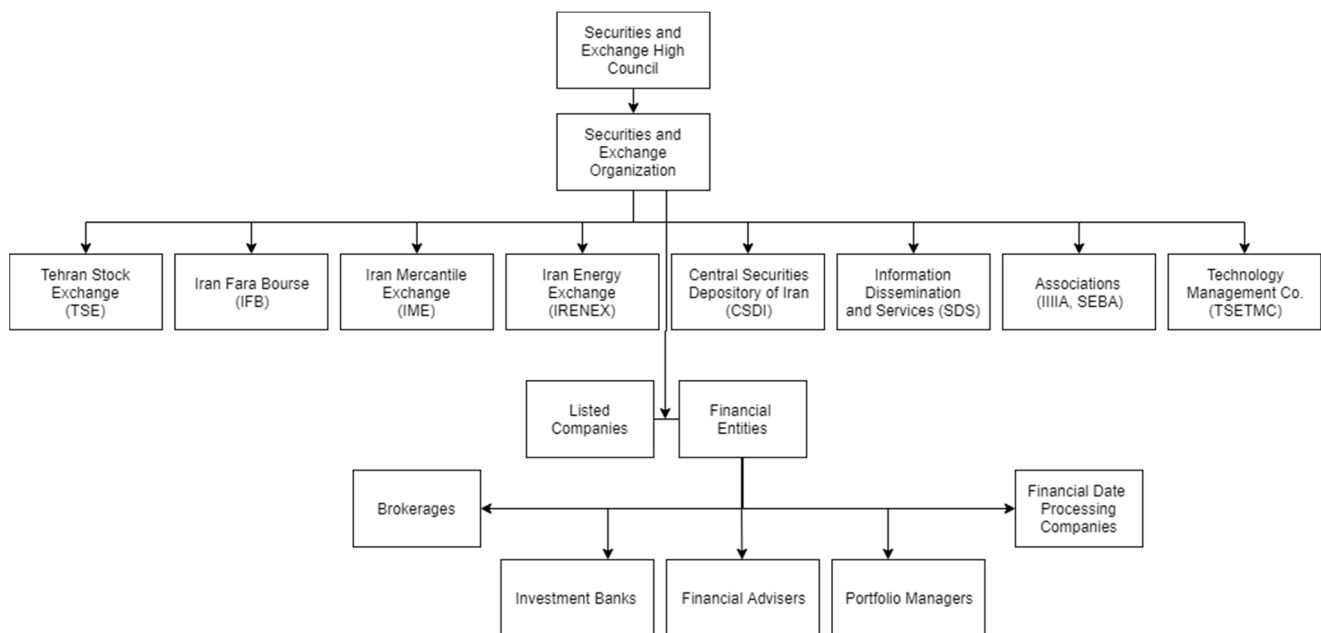 Securities and
Exchange High
Council
Securities and
Exchange
Organization
Tehran Stock
Exchange
(TSE)
Iran Fara Bourse
(IFB)
Iran Mercantile
Exchange
(IME)
Iran Energy
Exchange
(IRENEX)
Central Securities
Depository of Iran
(CSDI)
Information
Dissemination
and Services (SDS)
Associations
(IIIIA, SEBA)
Technology
Management Co.
(TSETMC)
Listed
Companies
Financial
Entities
Brokerages
Financial Date
Processing
Companies
Investment Banks
Financial Advisers
Portfolio Managers